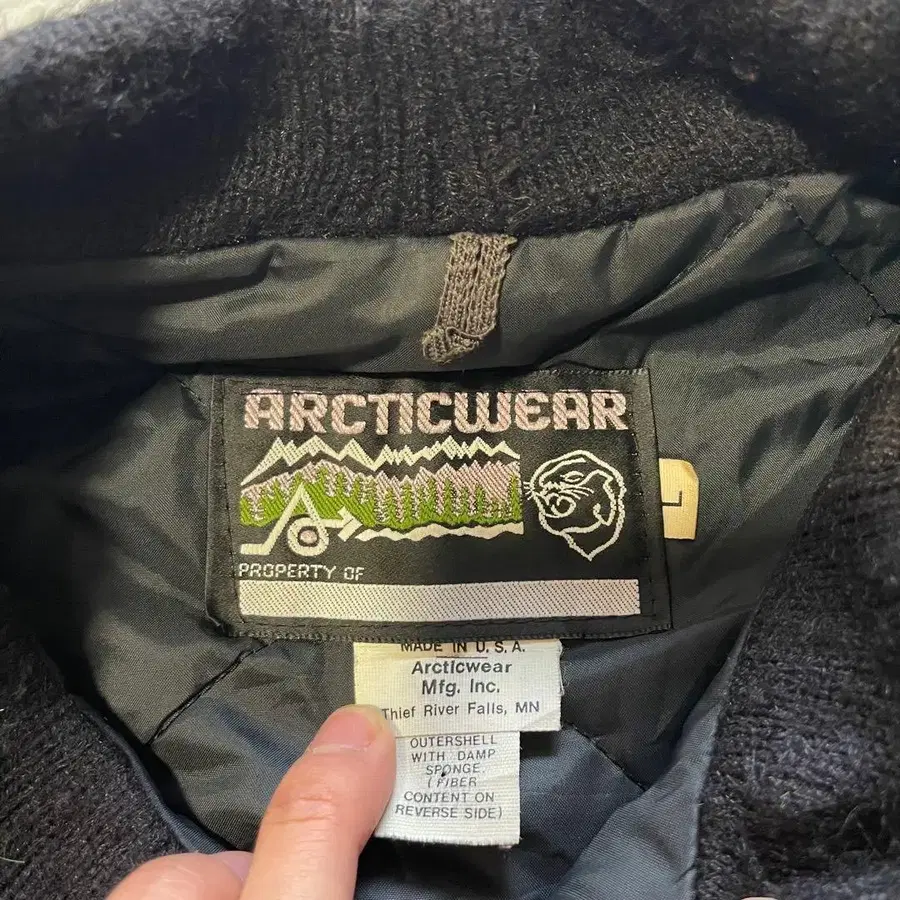 ARCTICWEAR
L
PROPERTY OF
MADE IN U.S.A.
Arcticwear
Mfg. Inc.
Thief River Falls, MN
OUTERSHELL
WITH DAMP
SPONGE.
(FIBER
CONTENT ON
REVERSE SIDE)